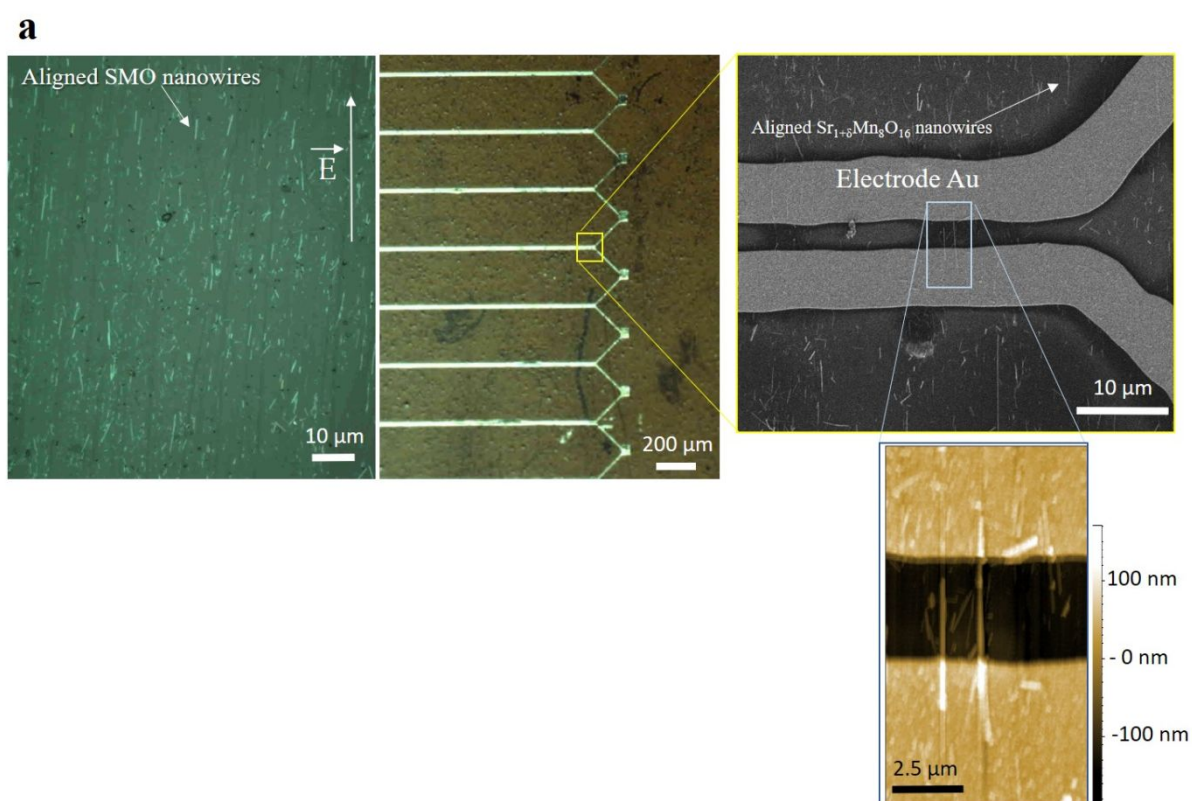 a
Aligned SMO nanowires
E
10 µm
200 µm
Aligned Sr₁₊δMn₈O₁₆ nanowires
Electrode Au
10 µm
100 nm
- 0 nm
-100 nm
2.5 µm